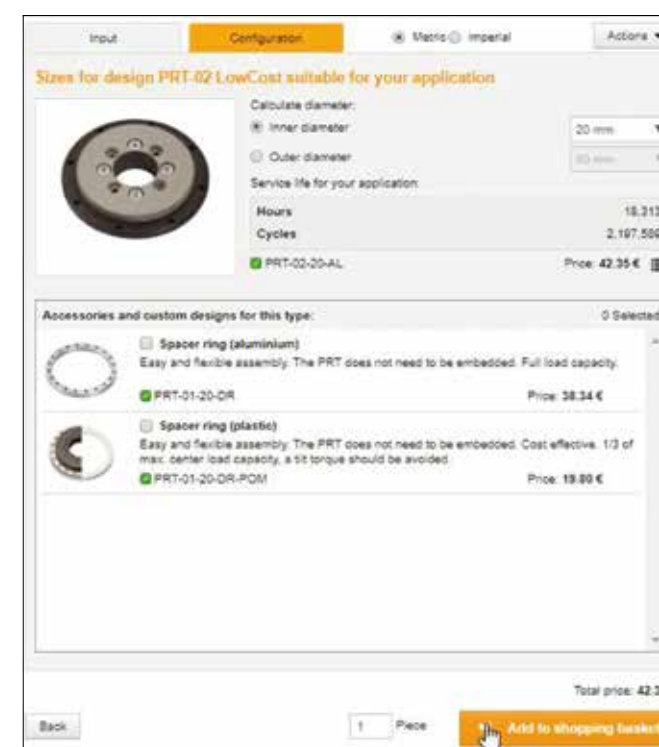 Input Configuration Metric Imperial Actions
Sizes for design PRT-02 LowCost suitable for your application
Calculate diameter:
Inner diameter 20 mm
Outer diameter mm
Service life for your application:
Hours 18,313
Cycles 2,197,589
PRT-02-20-AL Price: 42.35 €
Accessories and custom designs for this type: 0 Selected
Spacer ring (aluminium)
Easy and flexible assembly. The PRT does not need to be embedded. Full load capacity.
PRT-01-20-DR Price: 38.34 €
Spacer ring (plastic)
Easy and flexible assembly. The PRT does not need to be embedded. Cost effective. 1/3 of
max. center load capacity, a tilt torque should be avoided.
PRT-01-20-DR-POM Price: 19.80 €
Total price: 42.3
Back 1 Piece Add to shopping basket